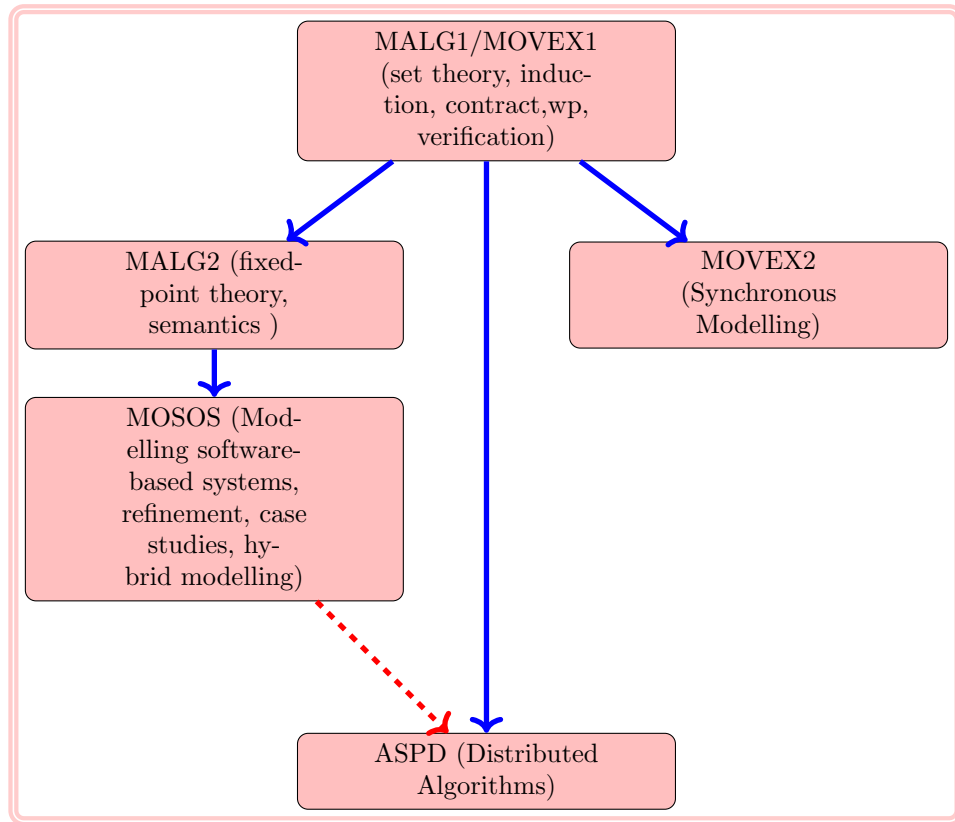 MALG1/MOVEX1
(set theory, induc-
tion, contract,wp,
verification)
MALG2 (fixed-
point theory,
semantics )
MOVEX2
(Synchronous
Modelling)
MOSOS (Mod-
elling software-
based systems,
refinement, case
studies, hy-
brid modelling)
ASPD (Distributed
Algorithms)